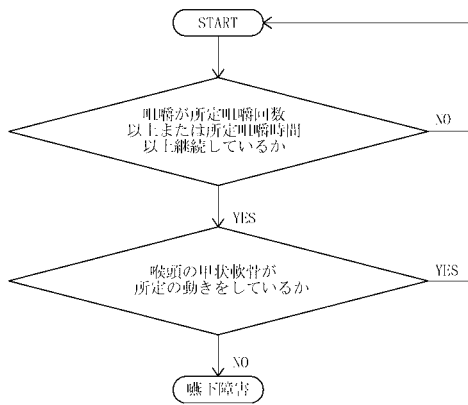 START
咀嚼が所定咀嚼回数
以上または所定咀嚼時間
以上継続しているか
NO
YES
喉頭の甲状軟骨が
所定の動きをしているか
YES
NO
嚥下障害